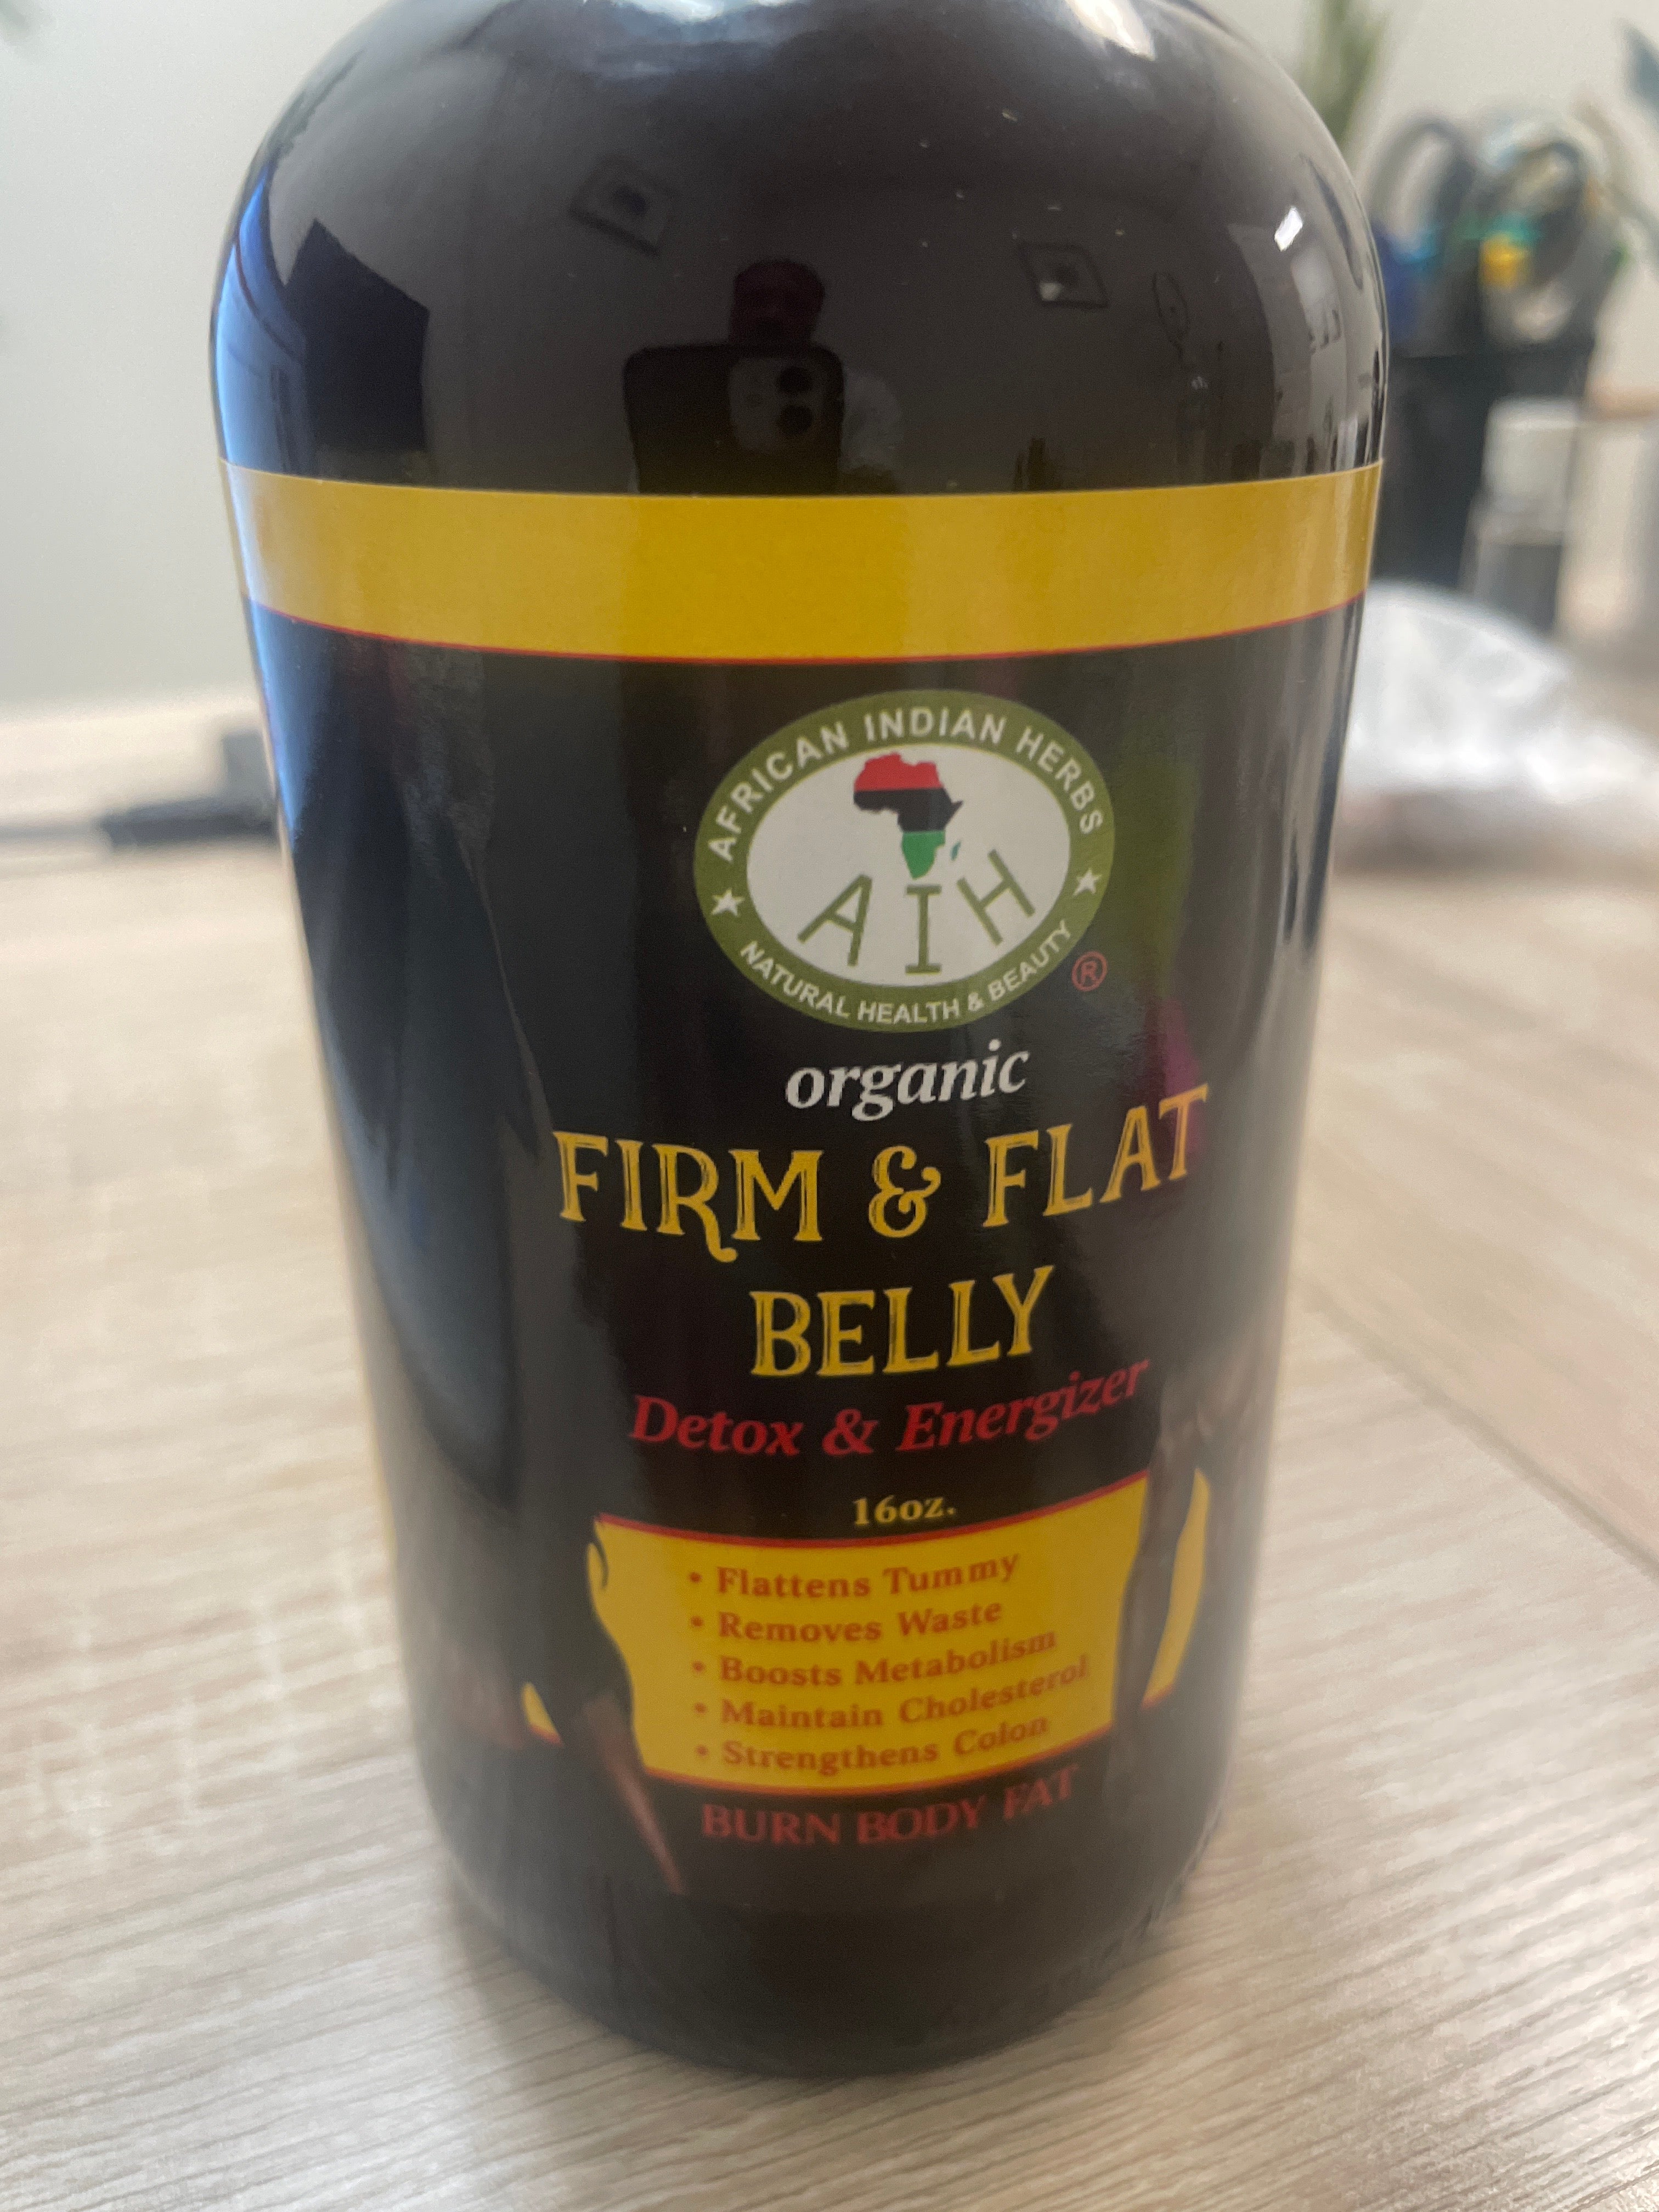 AFRICAN INDIAN HERBS
AIH
NATURAL HEALTH & BEAUTY
®
organic
FIRM & FLAT
BELLY
Detox & Energizer
16oz.
• Flattens Tummy
• Removes Waste
• Boosts Metabolism
• Maintain Cholesterol
• Strengthens Colon
BURN BODY FAT